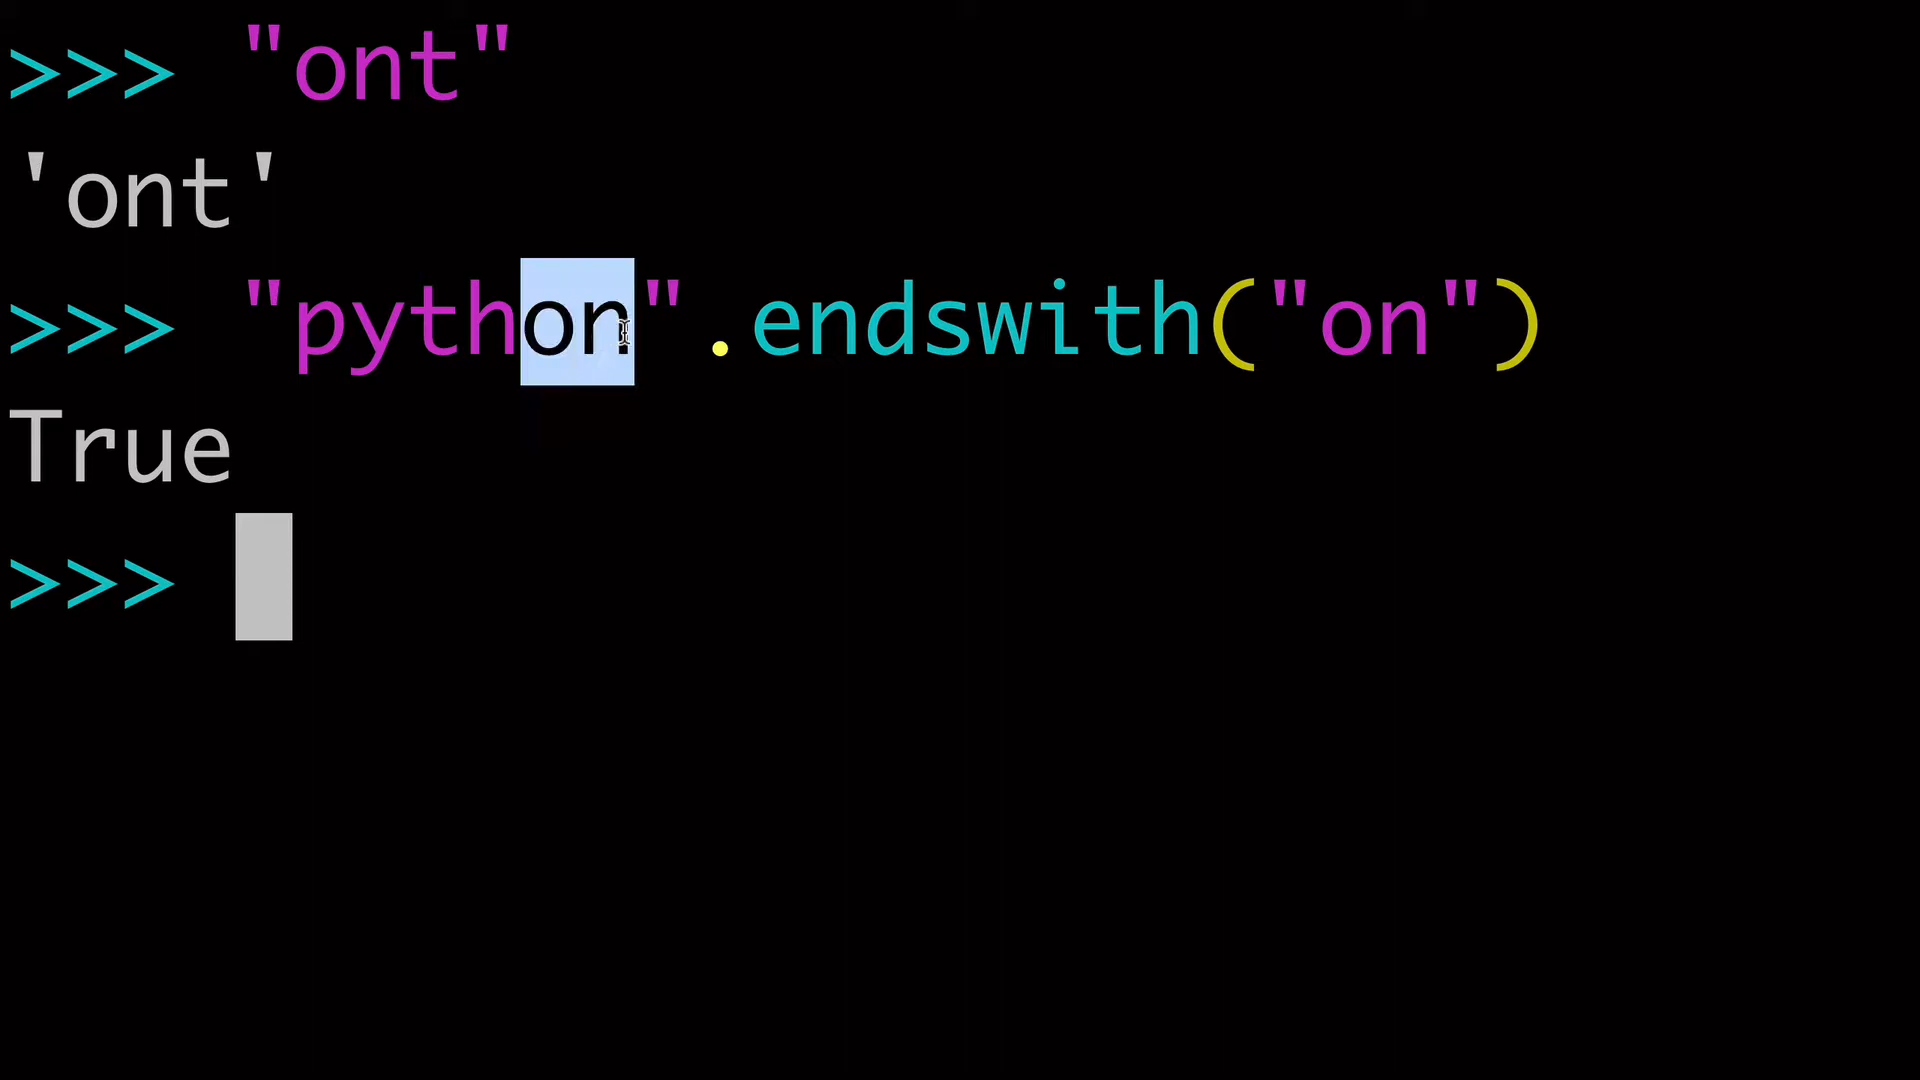 >>> "ont"
'ont'
>>> "python".endswith("on")
True
>>>